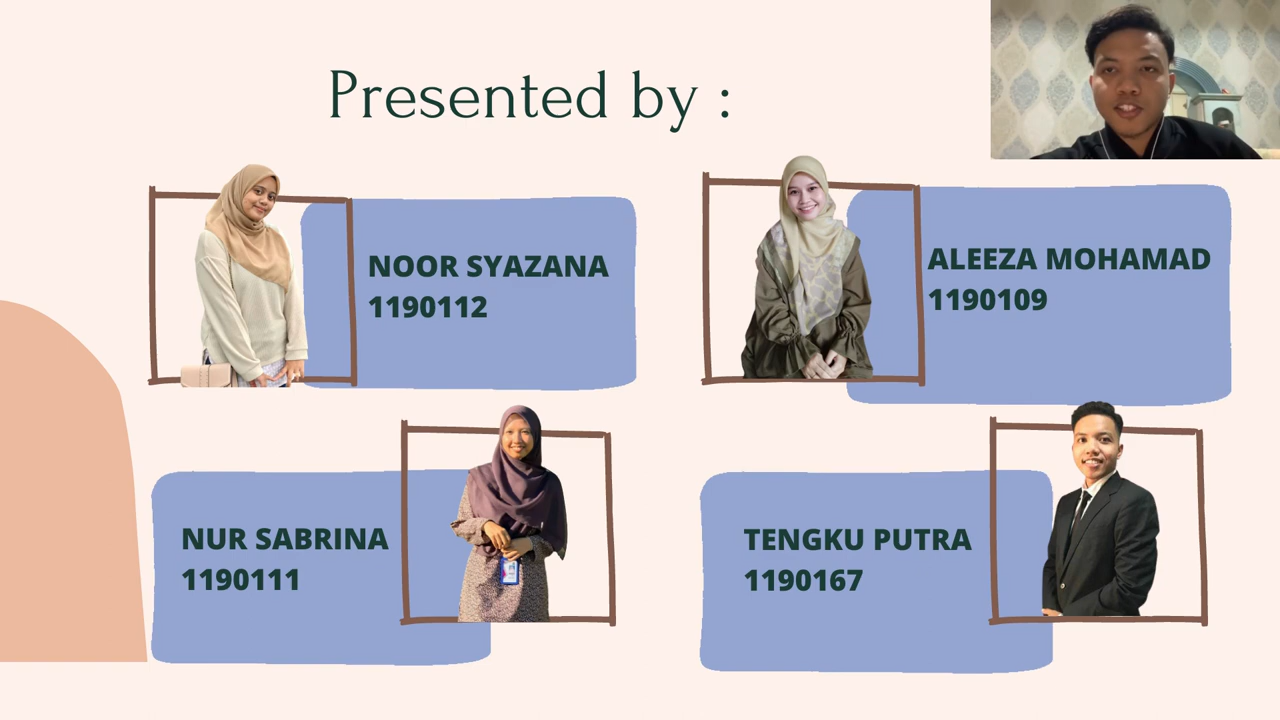 Presented by :
NOOR SYAZANA
1190112
ALEEZA MOHAMAD
1190109
NUR SABRINA
1190111
TENGKU PUTRA
1190167